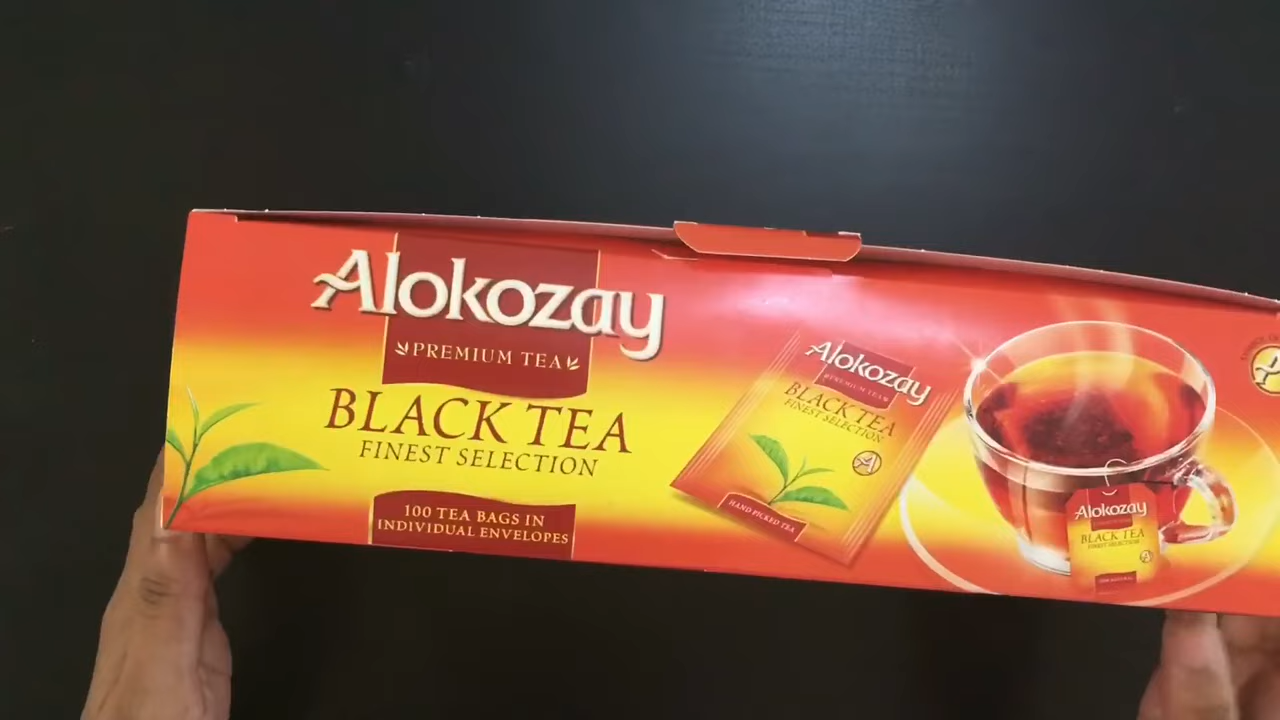 Alokozay
PREMIUM TEA
BLACK TEA
FINEST SELECTION
100 TEA BAGS IN
INDIVIDUAL ENVELOPES
Alokozay
PREMIUM TEA
BLACK TEA
FINEST SELECTION
HAND PICKED TEA
Alokozay
BLACK TEA
FINEST SELECTION